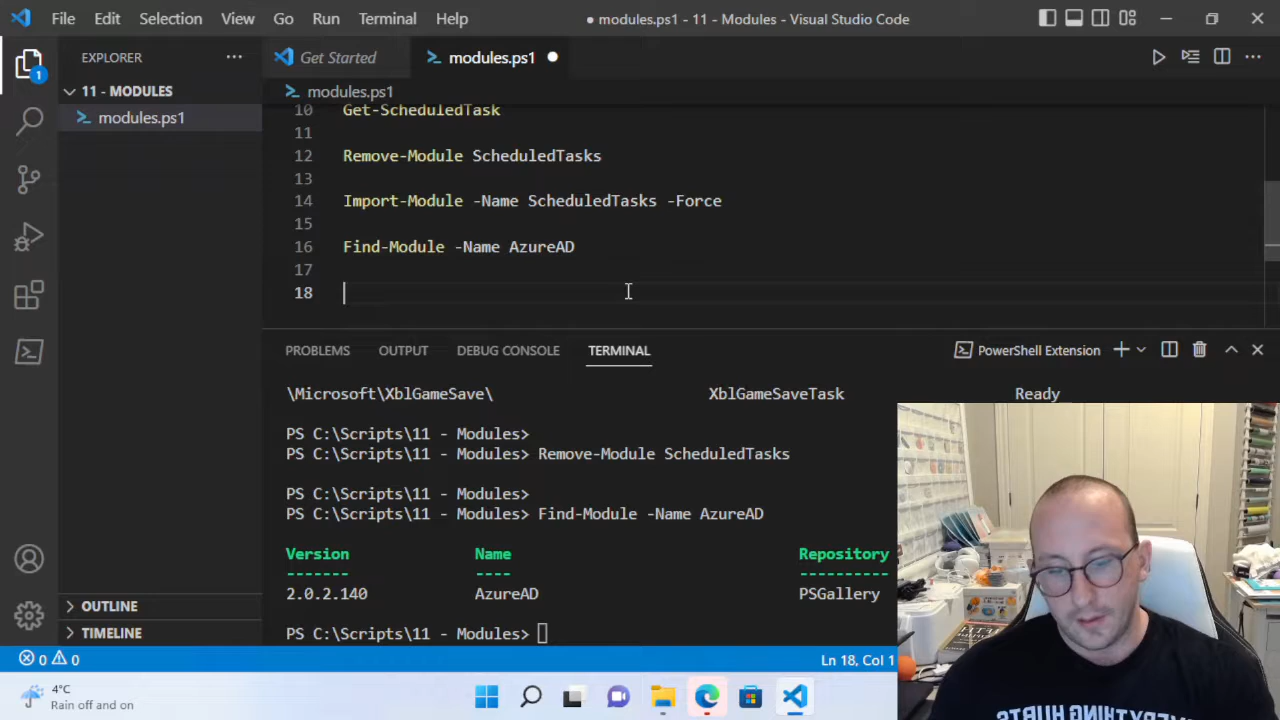 File Edit Selection View Go Run Terminal Help
● modules.ps1 - 11 - Modules - Visual Studio Code
EXPLORER
Get Started
modules.ps1
11 - MODULES
modules.ps1
modules.ps1
10 Get-ScheduledTask
11
12 Remove-Module ScheduledTasks
13
14 Import-Module -Name ScheduledTasks -Force
15
16 Find-Module -Name AzureAD
17
18
1
PROBLEMS OUTPUT DEBUG CONSOLE TERMINAL
PowerShell Extension
\Microsoft\XblGameSave\ XblGameSaveTask Ready
PS C:\Scripts\11 - Modules>
PS C:\Scripts\11 - Modules> Remove-Module ScheduledTasks
PS C:\Scripts\11 - Modules>
PS C:\Scripts\11 - Modules> Find-Module -Name AzureAD
Version Name Repository
------- ---- ----------
2.0.2.140 AzureAD PSGallery
PS C:\Scripts\11 - Modules>
OUTLINE
TIMELINE
0 0
Ln 18, Col 1
4°C
Rain off and on
EVERYTHING HURTS